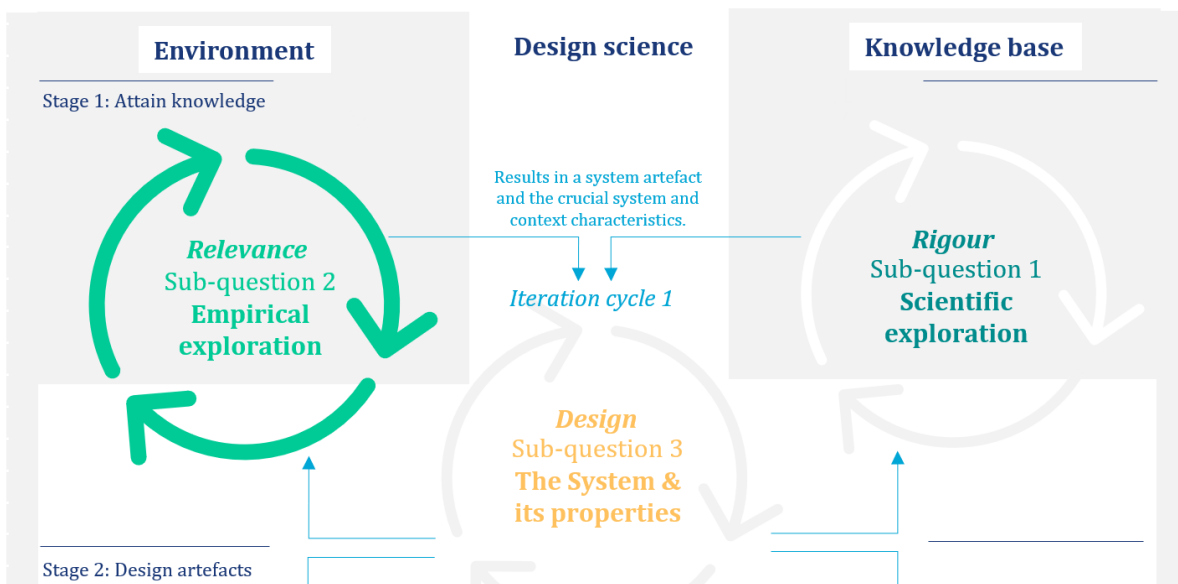 Environment
Design science
Knowledge base
Stage 1: Attain knowledge
Results in a system artefact
and the crucial system and
context characteristics.
Relevance
Sub-question 2
Empirical
exploration
Iteration cycle 1
Rigour
Sub-question 1
Scientific
exploration
Design
Sub-question 3
The System &
its properties
Stage 2: Design artefacts